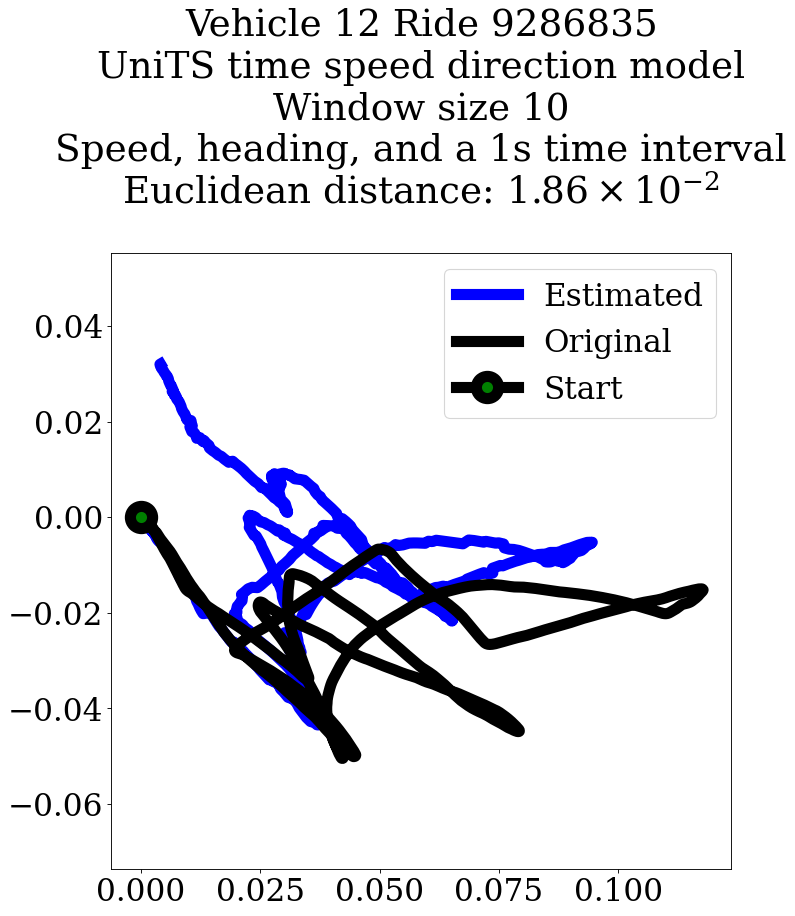 Vehicle 12 Ride 9286835
UniTS time speed direction model
Window size 10
Speed, heading, and a 1s time interval
Euclidean distance: 1.86 × 10⁻²
Estimated
Original
Start
0.04
0.02
0.00
−0.02
−0.04
−0.06
0.000 0.025 0.050 0.075 0.100